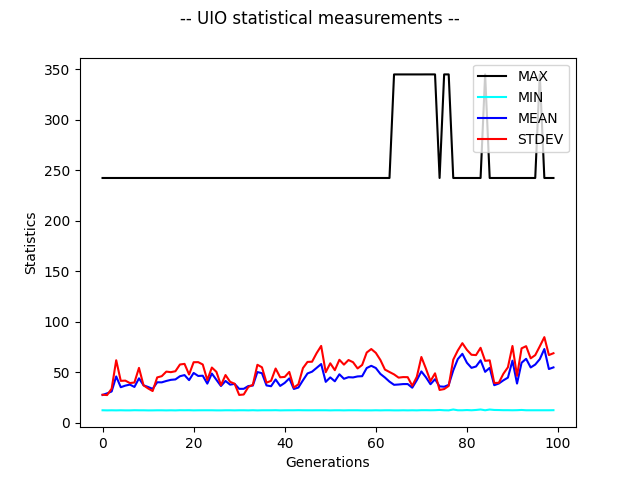 -- UIO statistical measurements --
350
300
250
200
150
100
50
0
Statistics
MAX
MIN
MEAN
STDEV
0 20 40 60 80 100
Generations